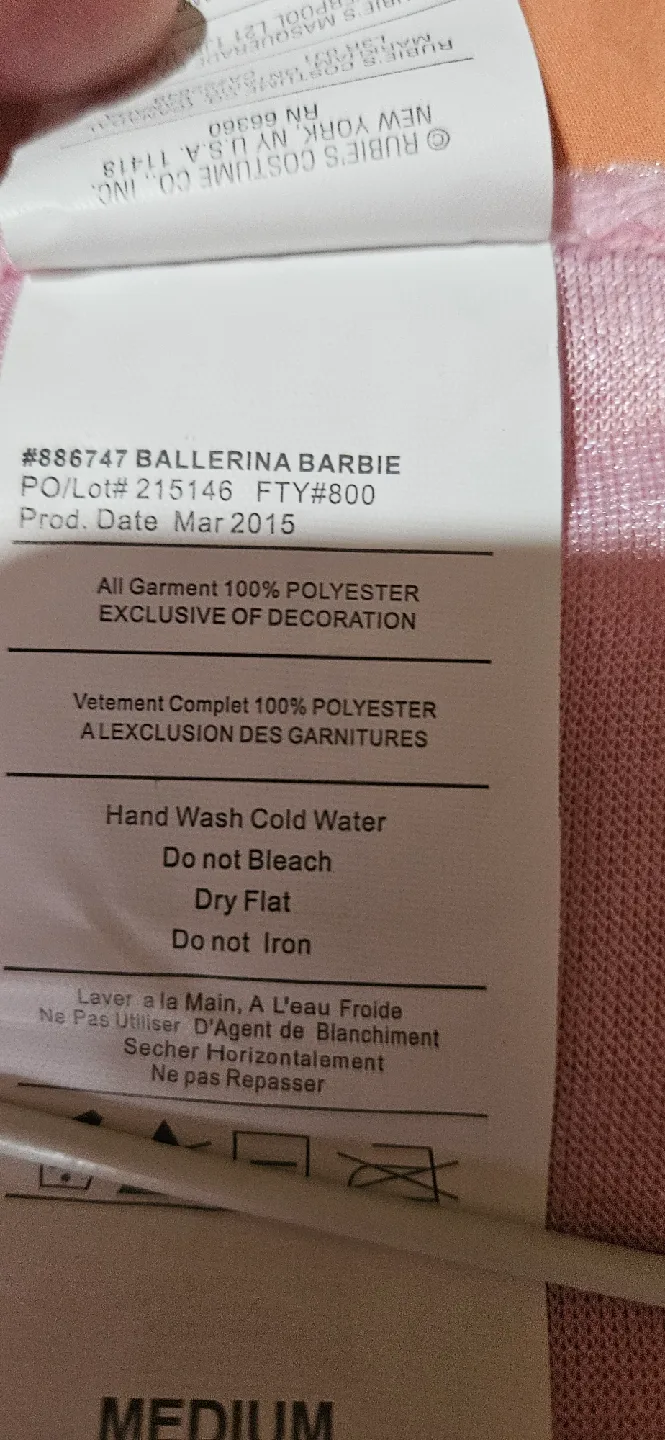 © RUBIE'S COSTUME CO., INC.
NEW YORK, NY U.S.A. 11418
RN 66360
#886747 BALLERINA BARBIE
PO/Lot# 215146 FTY#800
Prod. Date Mar 2015
All Garment 100% POLYESTER
EXCLUSIVE OF DECORATION
Vetement Complet 100% POLYESTER
A LEXCLUSION DES GARNITURES
Hand Wash Cold Water
Do not Bleach
Dry Flat
Do not Iron
Laver a la Main, A L'eau Froide
Ne Pas Utiliser D'Agent de Blanchiment
Secher Horizontalement
Ne pas Repasser
MEDIUM